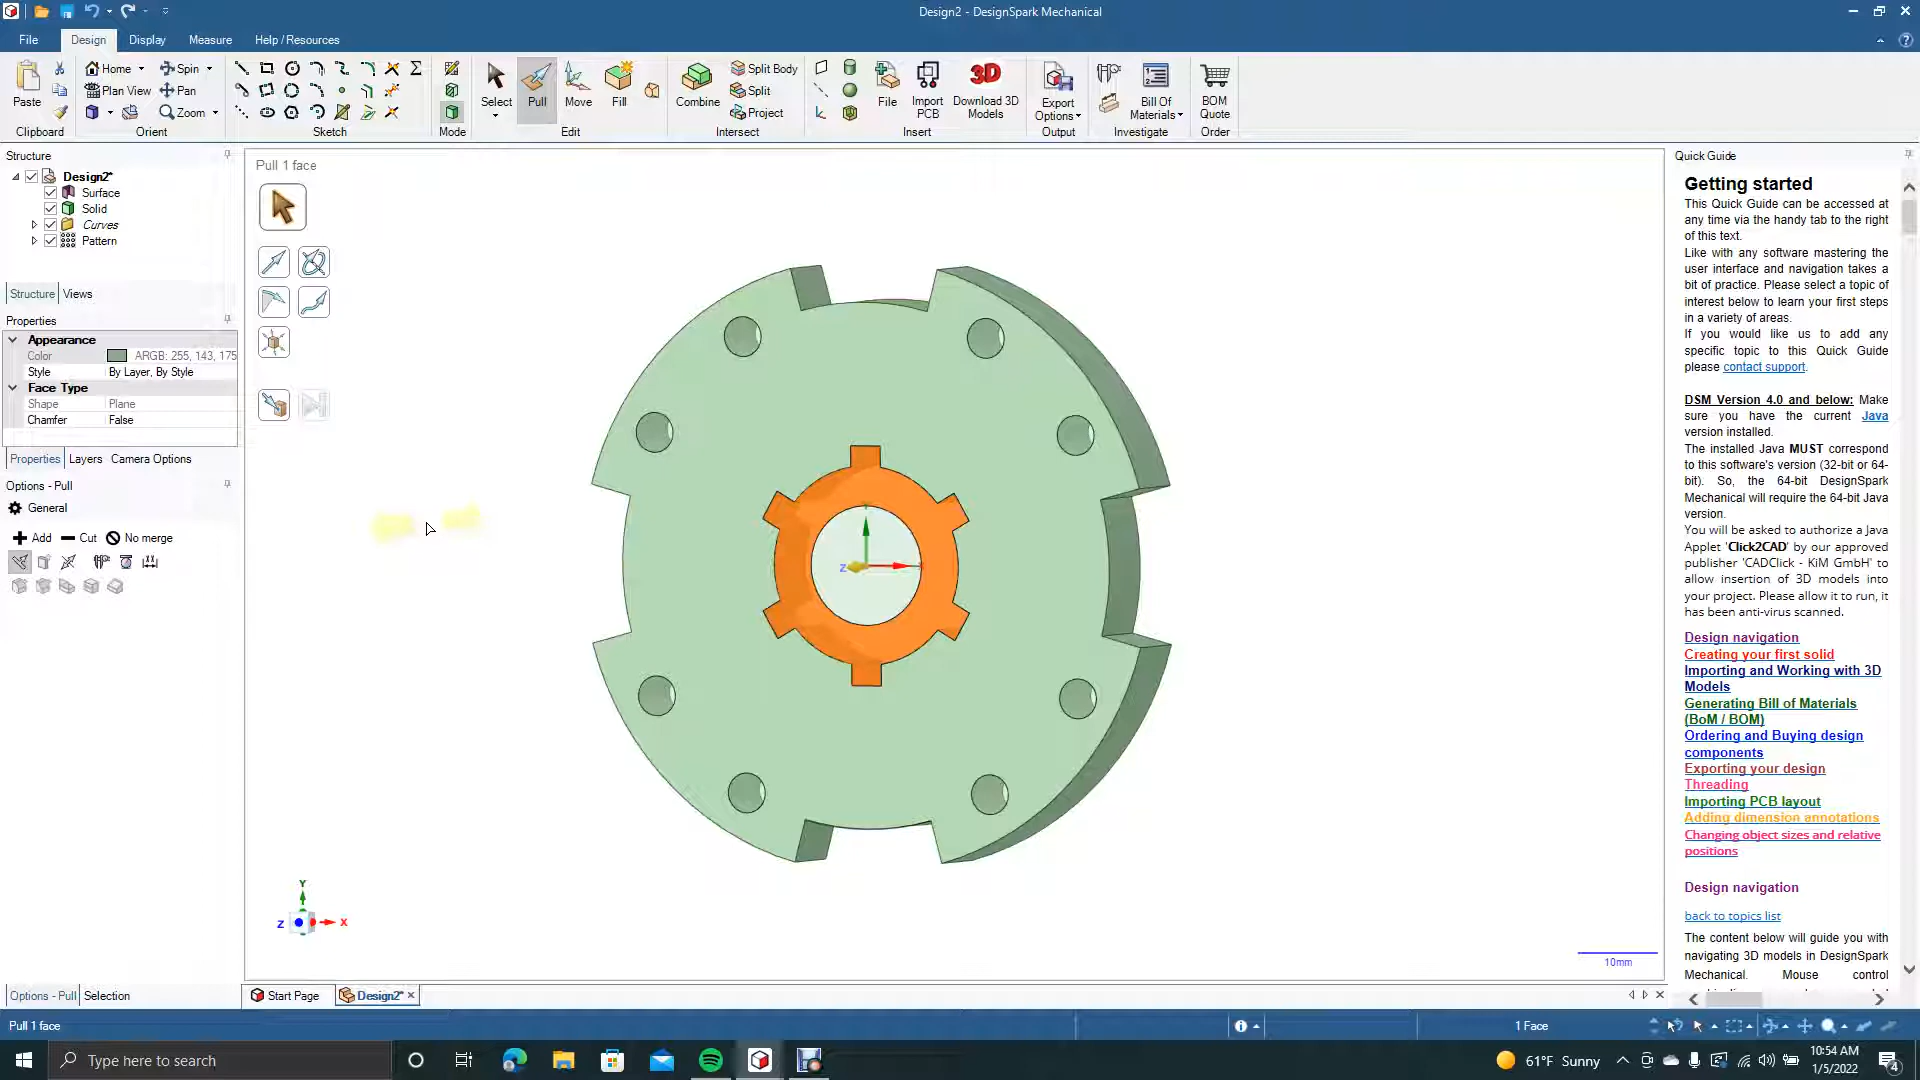 Design2 - DesignSpark Mechanical
File
Design
Display
Measure
Help / Resources
Paste
Clipboard
Home
Spin
Plan View
Pan
Zoom
Orient
Sketch
Mode
Select
Pull
Move
Fill
Edit
Combine
Split Body
Split
Project
Intersect
File
Import
PCB
Download 3D
Models
Insert
Export
Options
Output
Bill Of
Materials
Investigate
BOM
Quote
Order
Structure
Design2*
Surface
Solid
Curves
Pattern
Structure
Views
Properties
Appearance
Color
ARGB: 255, 143, 175
Style
By Layer, By Style
Face Type
Shape
Plane
Chamfer
False
Properties
Layers
Camera Options
Options - Pull
General
Add
Cut
No merge
Options - Pull
Selection
Pull 1 face
Z
Y
Z
X
10mm
Start Page
Design2*
Quick Guide
Getting started
This Quick Guide can be accessed at
any time via the handy tab to the right
of this text.
Like with any software mastering the
user interface and navigation takes a
bit of practice. Please select a topic of
interest below to learn your first steps
in a variety of areas.
If you would like us to add any
specific topic to this Quick Guide
please contact support.
DSM Version 4.0 and below: Make
sure you have the current Java
version installed.
The installed Java MUST correspond
to this software's version (32-bit or 64-
bit). So, the 64-bit DesignSpark
Mechanical will require the 64-bit Java
version.
You will be asked to authorize a Java
Applet 'Click2CAD' by our approved
publisher 'CADClick - KiM GmbH' to
allow insertion of 3D models into
your project. Please allow it to run, it
has been anti-virus scanned.
Design navigation
Creating your first solid
Importing and Working with 3D
Models
Generating Bill of Materials
(BoM / BOM)
Ordering and Buying design
components
Exporting your design
Threading
Importing PCB layout
Adding dimension annotations
Changing object sizes and relative
positions
Design navigation
back to topics list
The content below will guide you with
navigating 3D models in DesignSpark
Mechanical. Mouse control
Pull 1 face
1 Face
Type here to search
61°F Sunny
10:54 AM
1/5/2022
4